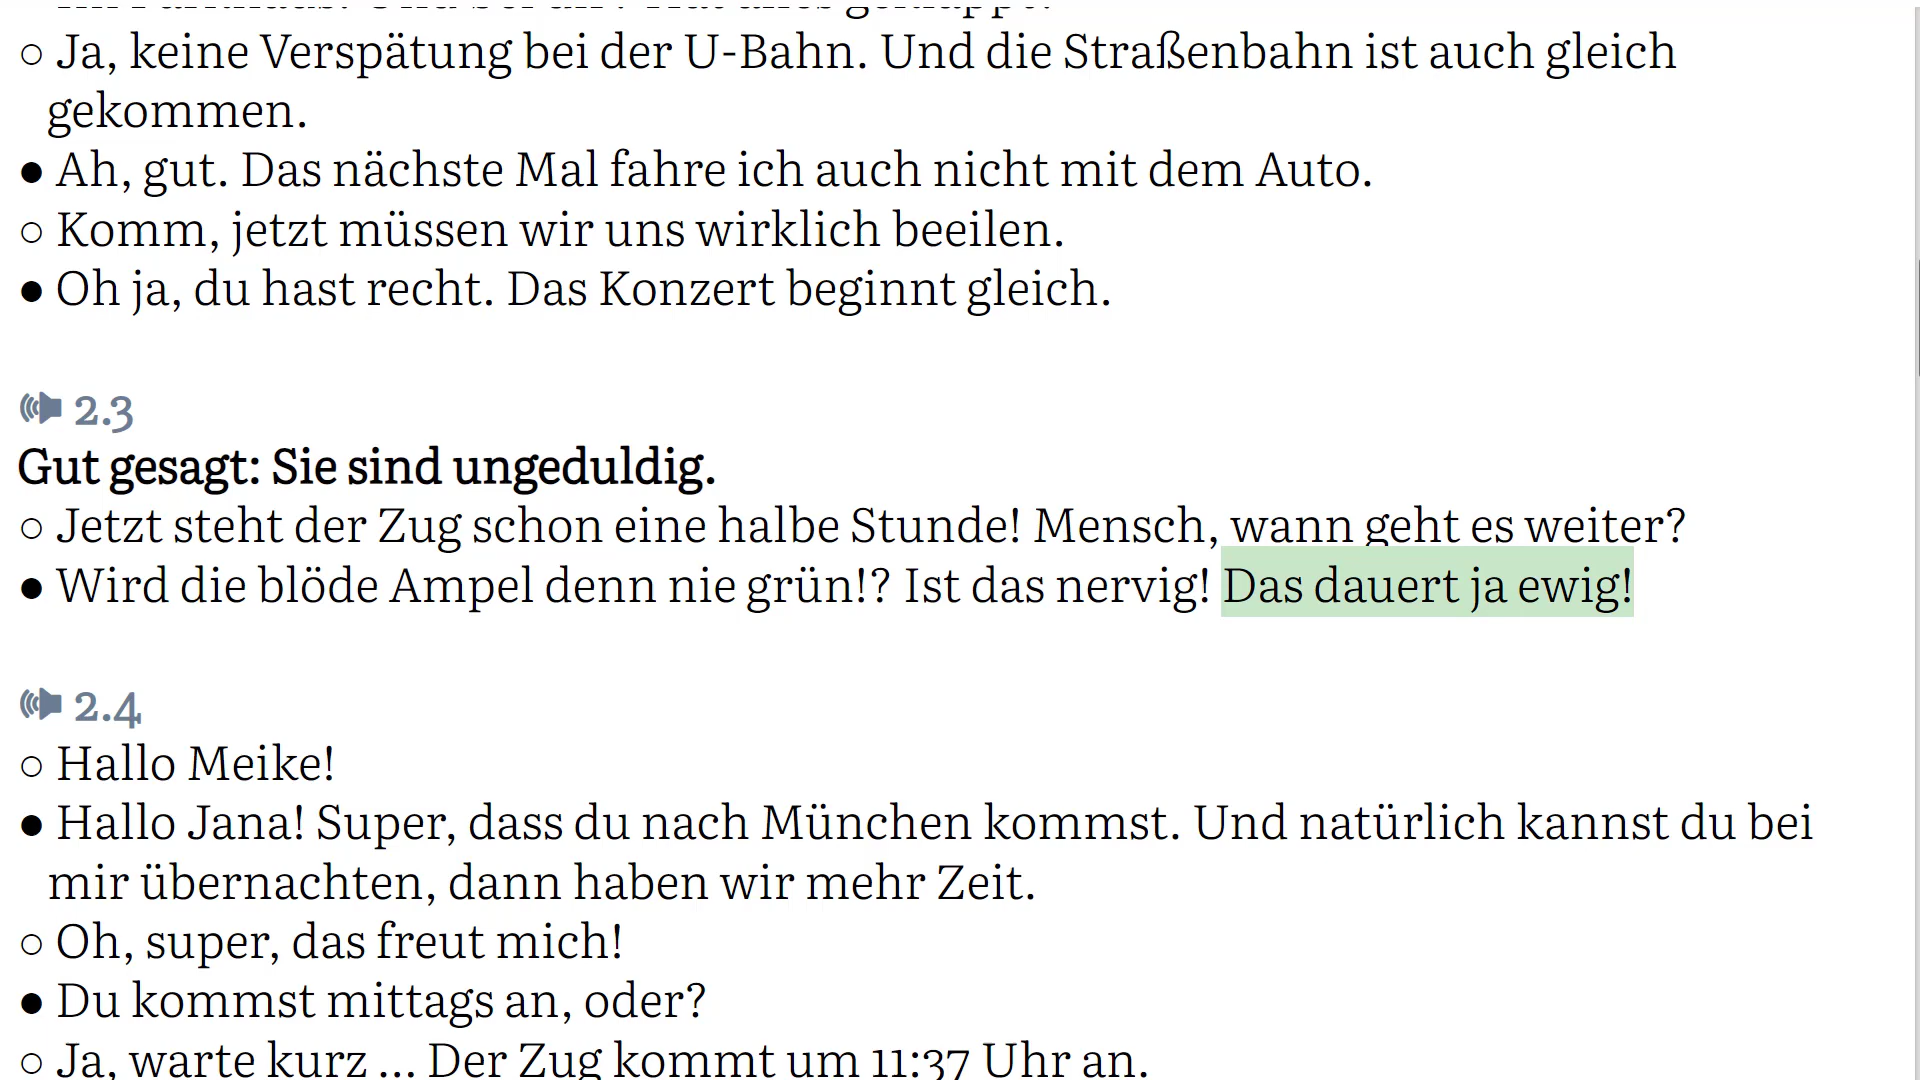 ○ Ja, keine Verspätung bei der U-Bahn. Und die Straßenbahn ist auch gleich
gekommen.
● Ah, gut. Das nächste Mal fahre ich auch nicht mit dem Auto.
○ Komm, jetzt müssen wir uns wirklich beeilen.
● Oh ja, du hast recht. Das Konzert beginnt gleich.
2.3
Gut gesagt: Sie sind ungeduldig.
○ Jetzt steht der Zug schon eine halbe Stunde! Mensch, wann geht es weiter?
● Wird die blöde Ampel denn nie grün!? Ist das nervig! Das dauert ja ewig!
2.4
○ Hallo Meike!
● Hallo Jana! Super, dass du nach München kommst. Und natürlich kannst du bei
mir übernachten, dann haben wir mehr Zeit.
○ Oh, super, das freut mich!
● Du kommst mittags an, oder?
○ Ja, warte kurz ... Der Zug kommt um 11:37 Uhr an.